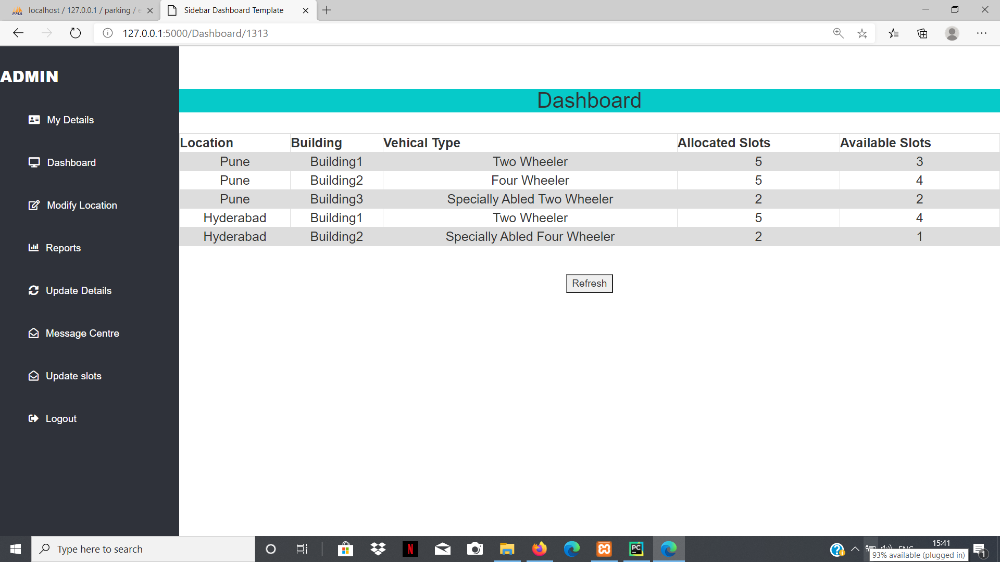 localhost / 127.0.0.1 / parking / e
Sidebar Dashboard Template
127.0.0.1:5000/Dashboard/1313
ADMIN
My Details
Dashboard
Modify Location
Reports
Update Details
Message Centre
Update slots
Logout
Dashboard
Location Building Vehical Type Allocated Slots Available Slots
Pune Building1 Two Wheeler 5 3
Pune Building2 Four Wheeler 5 4
Pune Building3 Specially Abled Two Wheeler 2 2
Hyderabad Building1 Two Wheeler 5 4
Hyderabad Building2 Specially Abled Four Wheeler 2 1
Refresh
Type here to search
ENG
15:41
93% available (plugged in)
1